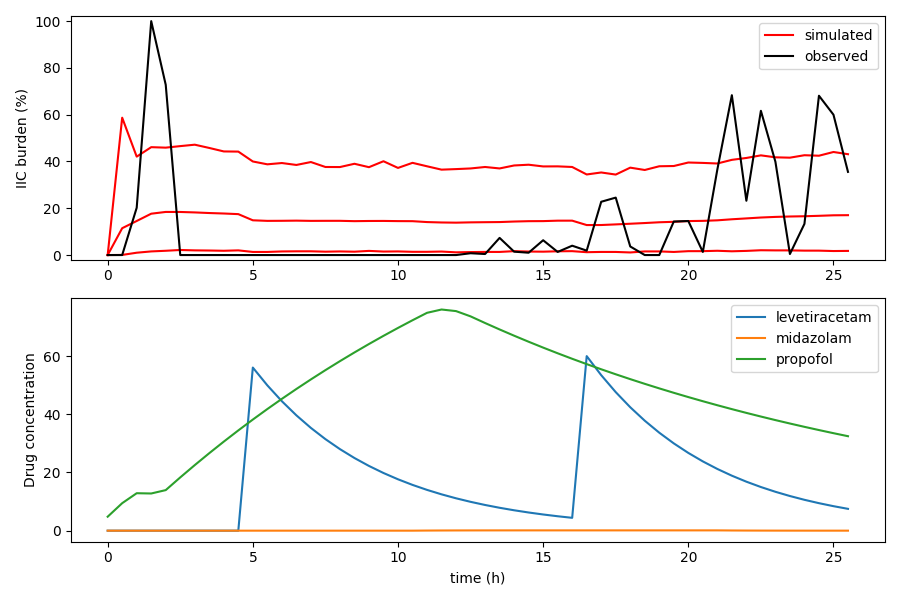 IIC burden (%)
100
80
60
40
20
0
simulated
observed
0 5 10 15 20 25
Drug concentration
60
40
20
0
levetiracetam
midazolam
propofol
0 5 10 15 20 25
time (h)